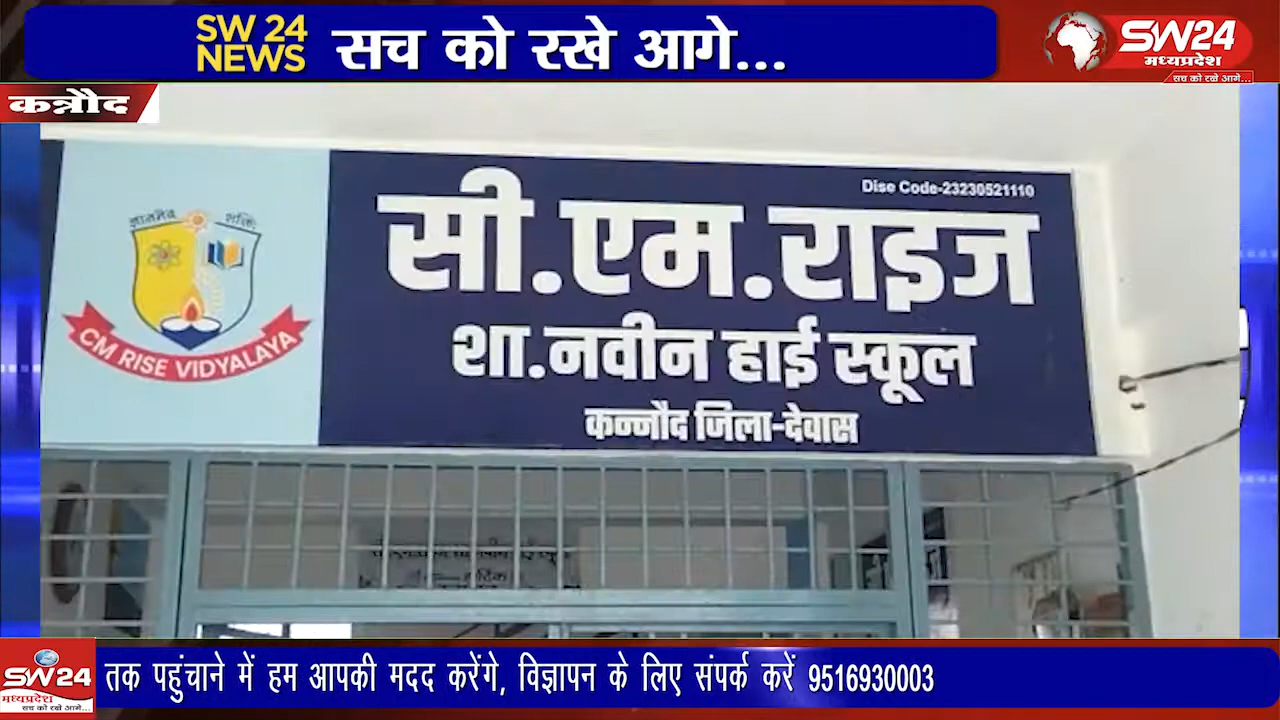 SW 24
NEWS
सच को रखे आगे...
SW24
मध्यप्रदेश
सच को रखे आगे...
कन्नौद
Dise Code-23230521110
ज्ञानमेव शक्ति
CM RISE VIDYALAYA
सी.एम.राइज
शा.नवीन हाई स्कूल
कन्नौद जिला-देवास
SW24
मध्यप्रदेश
सच को रखे आगे...
तक पहुंचाने में हम आपकी मदद करेंगे, विज्ञापन के लिए संपर्क करें 9516930003